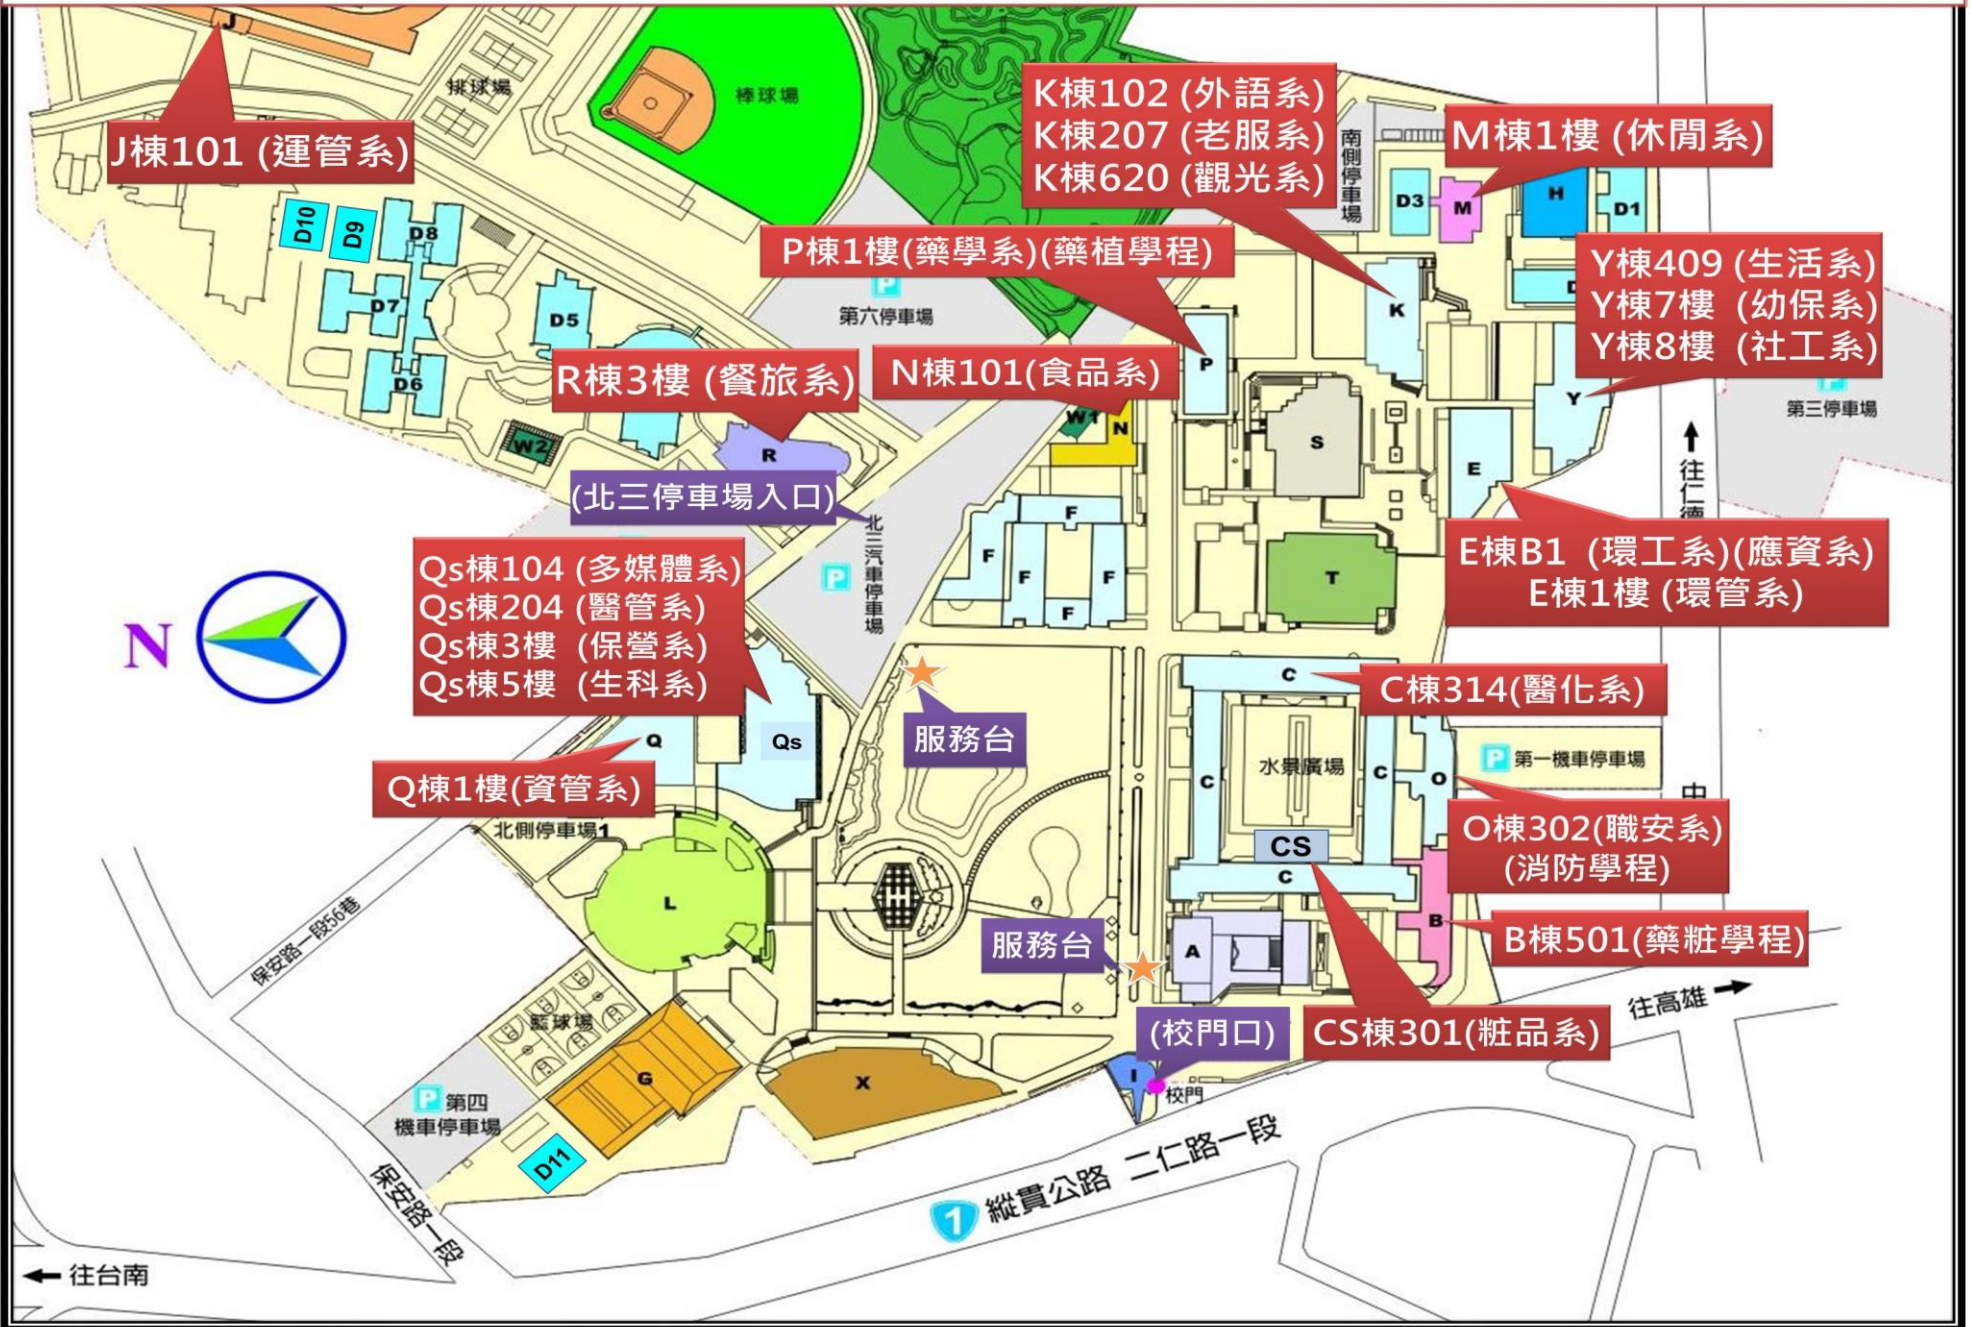 J
排球場
棒球場
J棟101 (運管系)
K棟102 (外語系)
K棟207 (老服系)
K棟620 (觀光系)
南側停車場
M棟1樓 (休閒系)
D3
M
H
D1
D10
D9
D8
P棟1樓(藥學系)(藥植學程)
Y棟409 (生活系)
Y棟7樓 (幼保系)
Y棟8樓 (社工系)
D7
D5
P
第六停車場
K
D6
R棟3樓 (餐旅系)
N棟101(食品系)
P
Y
P
第三停車場
W2
W1
N
S
R
E
往仁德
(北三停車場入口)
北三汽車停車場
P
F
F
F
F
F
T
E棟B1 (環工系)(應資系)
E棟1樓 (環管系)
N
Qs棟104 (多媒體系)
Qs棟204 (醫管系)
Qs棟3樓 (保營系)
Qs棟5樓 (生科系)
C
C棟314(醫化系)
服務台
Q
Qs
水景廣場
C
C
O
P 第一機車停車場
Q棟1樓(資管系)
中
北側停車場1
O棟302(職安系)
(消防學程)
CS
C
L
保安路一段56巷
B
B棟501(藥粧學程)
服務台
A
籃球場
(校門口)
CS棟301(粧品系)
往高雄
G
X
I
校門
P 第四
機車停車場
D11
保安路一段
1 縱貫公路 二仁路一段
往台南